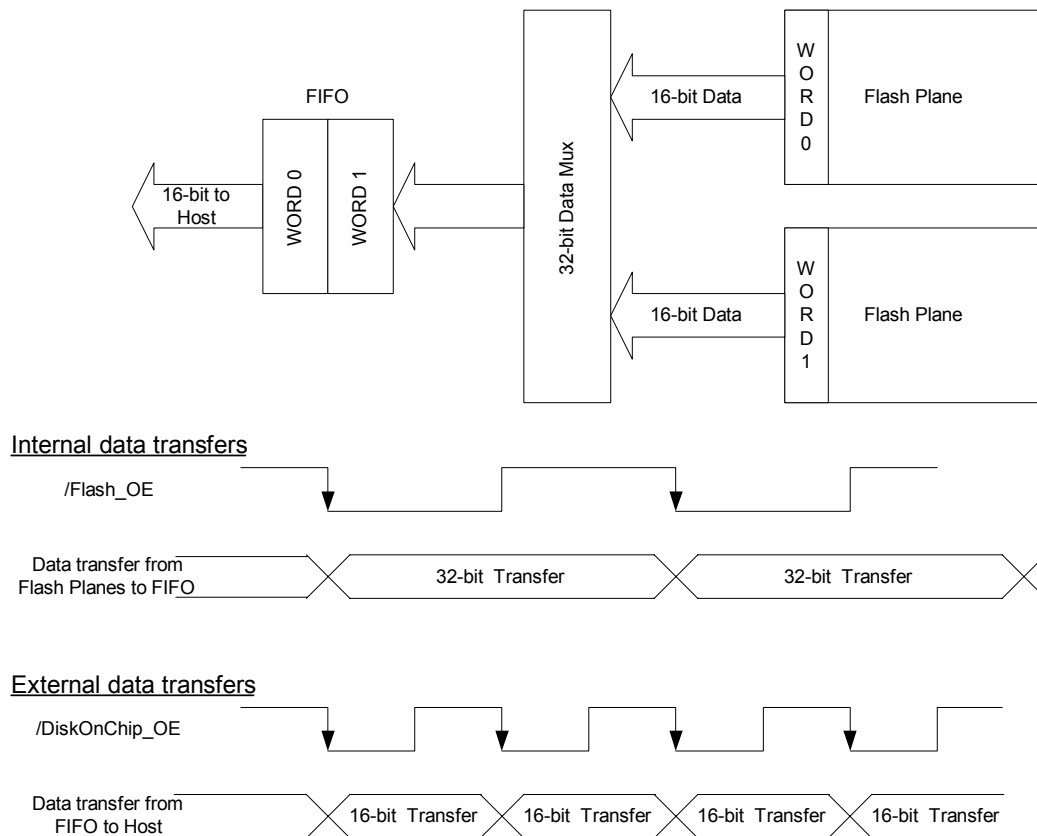 FIFO
WORD 0
WORD 1
16-bit to
Host
32-bit Data Mux
16-bit Data
WORD0
Flash Plane
16-bit Data
WORD1
Flash Plane
Internal data transfers
/Flash_OE
Data transfer from
Flash Planes to FIFO
32-bit Transfer
32-bit Transfer
External data transfers
/DiskOnChip_OE
Data transfer from
FIFO to Host
16-bit Transfer
16-bit Transfer
16-bit Transfer
16-bit Transfer